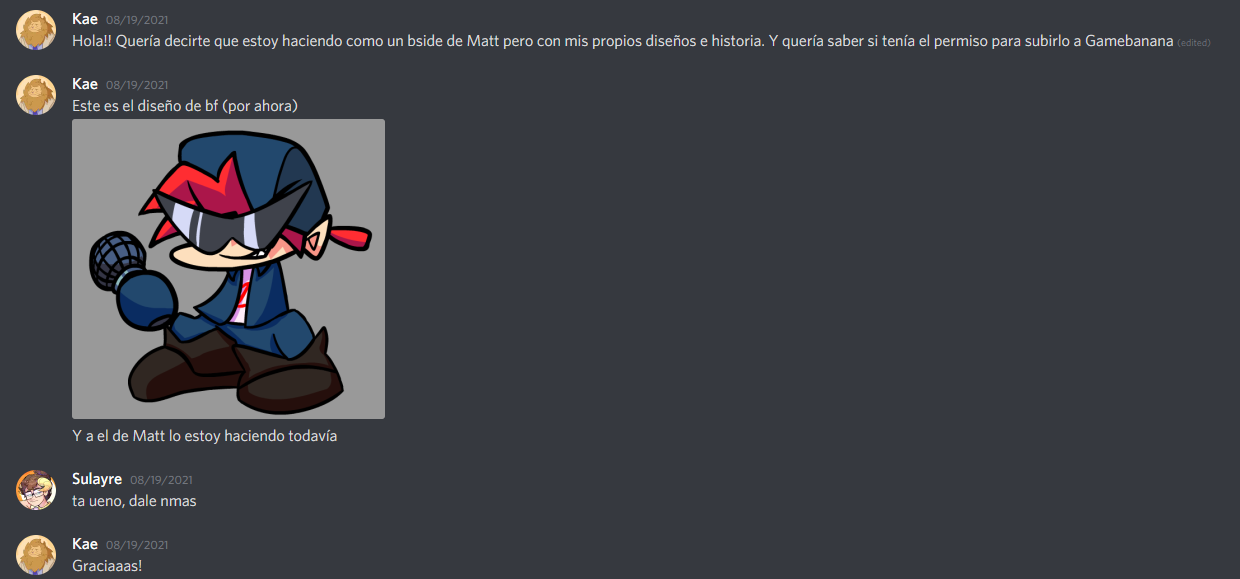 Kae 08/19/2021
Hola!! Quería decirte que estoy haciendo como un bside de Matt pero con mis propios diseños e historia. Y quería saber si tenía el permiso para subirlo a Gamebanana (edited)
Kae 08/19/2021
Este es el diseño de bf (por ahora)
Y a el de Matt lo estoy haciendo todavía
Sulayre 08/19/2021
ta ueno, dale nmas
Kae 08/19/2021
Graciaaas!